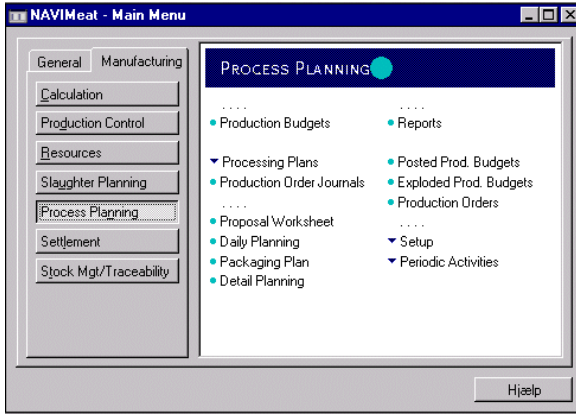 NAVIMeat - Main Menu
General Manufacturing
Calculation
Production Control
Resources
Slaughter Planning
Process Planning
Settlement
Stock Mgt/Traceability
PROCESS PLANNING
. . . .
Production Budgets
Processing Plans
Production Order Journals
. . . .
Proposal Worksheet
Daily Planning
Packaging Plan
Detail Planning
. . . .
Reports
Posted Prod. Budgets
Exploded Prod. Budgets
Production Orders
. . . .
Setup
Periodic Activities
Hjælp